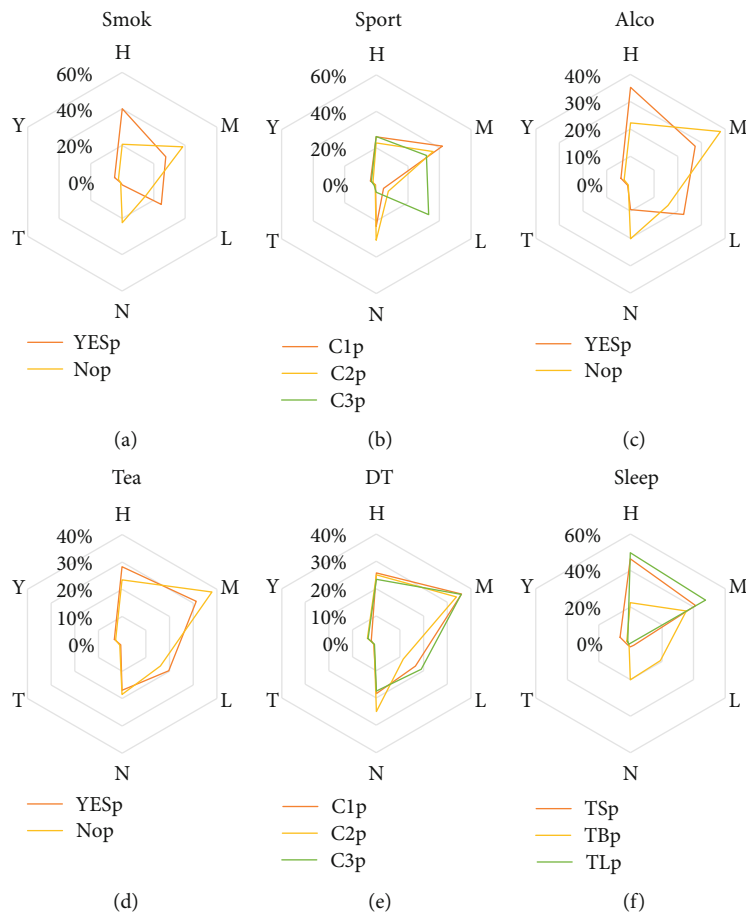 Smok
H
60%
40%
20%
0%
Y
M
T
L
N
YESp
Nop
(a)
Sport
H
60%
40%
20%
0%
Y
M
T
L
N
C1p
C2p
C3p
(b)
Alco
H
40%
30%
20%
10%
0%
Y
M
T
L
N
YESp
Nop
(c)
Tea
H
40%
30%
20%
10%
0%
Y
M
T
L
N
YESp
Nop
(d)
DT
H
40%
30%
20%
10%
0%
Y
M
T
L
N
C1p
C2p
C3p
(e)
Sleep
H
60%
40%
20%
0%
Y
M
T
L
N
TSp
TBp
TLp
(f)